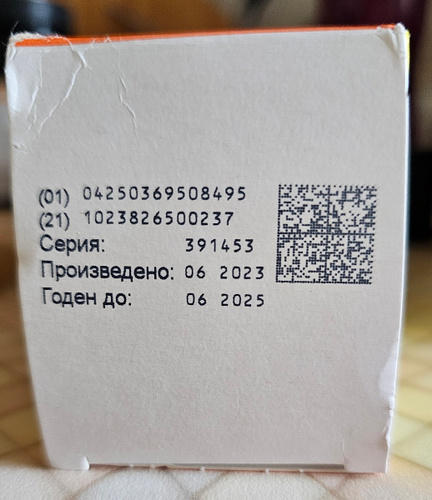 (01) 04250369508495
(21) 1023826500237
Серия: 391453
Произведено: 06 2023
Годен до: 06 2025